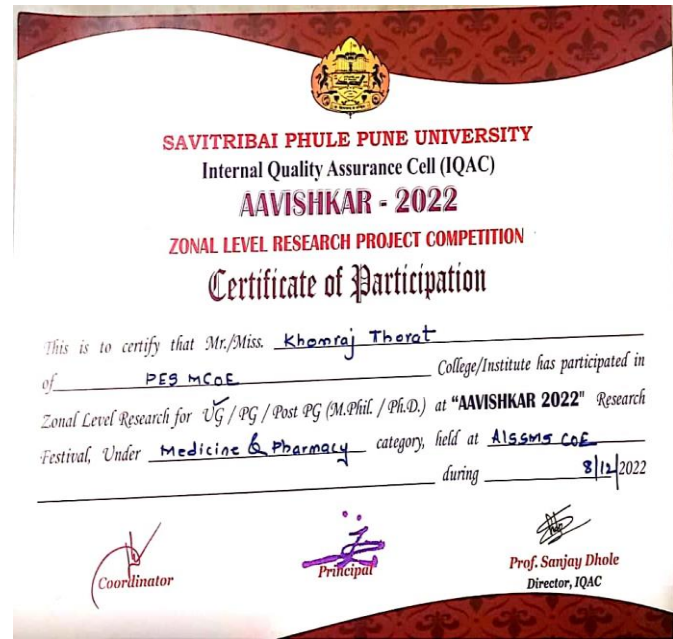 SAVITRIBAI PHULE PUNE UNIVERSITY
Internal Quality Assurance Cell (IQAC)
AAVISHKAR - 2022
ZONAL LEVEL RESEARCH PROJECT COMPETITION
Certificate of Participation
This is to certify that Mr./Miss. Khemraj Thorat
of PES MCOE College/Institute has participated in
Zonal Level Research for UG / PG / Post PG (M.Phil. / Ph.D.) at "AAVISHKAR 2022" Research
Festival, Under Medicine & Pharmacy category, held at AISSMS COE
during 8/12/2022
Coordinator
Principal
Prof. Sanjay Dhole
Director, IQAC